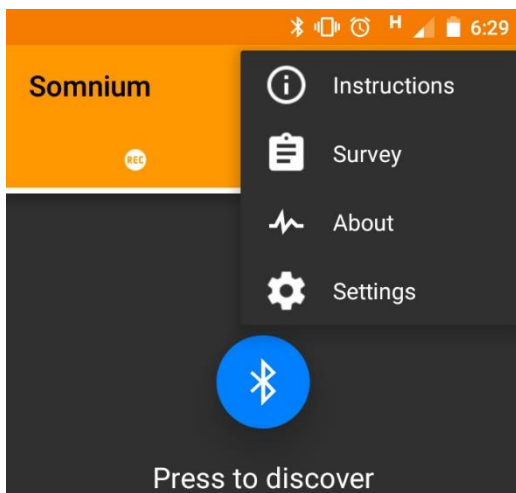 H 6:29
Somnium
REC
Instructions
Survey
About
Settings
Press to discover